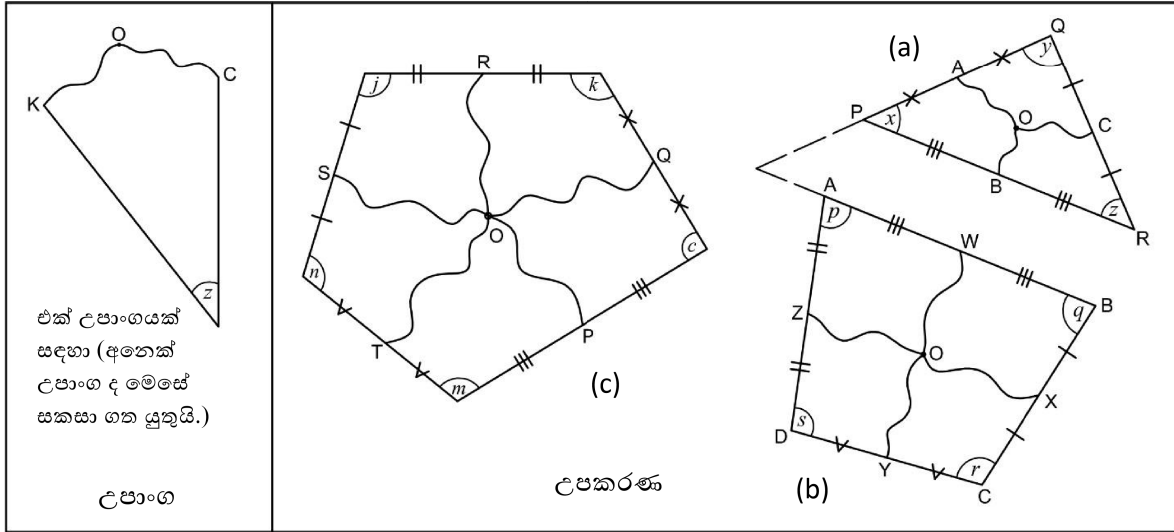 O
C
K
z
එක් උපාංගයක්
සඳහා (අනෙක්
උපාංග ද මෙසේ
සකසා ගත යුතුයි.)
උපාංග
R
j
k
S
Q
O
n
T
P
m
c
(c)
උපකරණ
(a)
Q
y
A
P
x
O
C
B
z
R
A
p
W
B
q
Z
O
X
D
s
Y
r
C
(b)